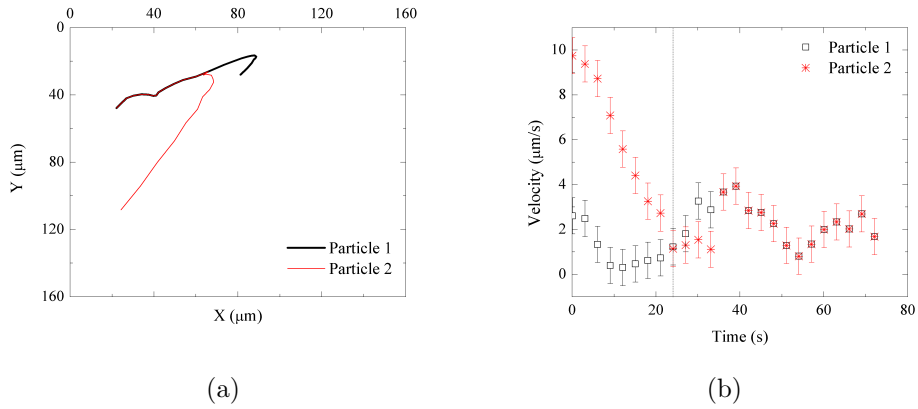 0 40 80 120 160
0
40
80
120
160
Y (μm)
Particle 1
Particle 2
X (μm)
(a)
10
8
6
4
2
0
Velocity (μm/s)
Particle 1
Particle 2
0 20 40 60 80
Time (s)
(b)